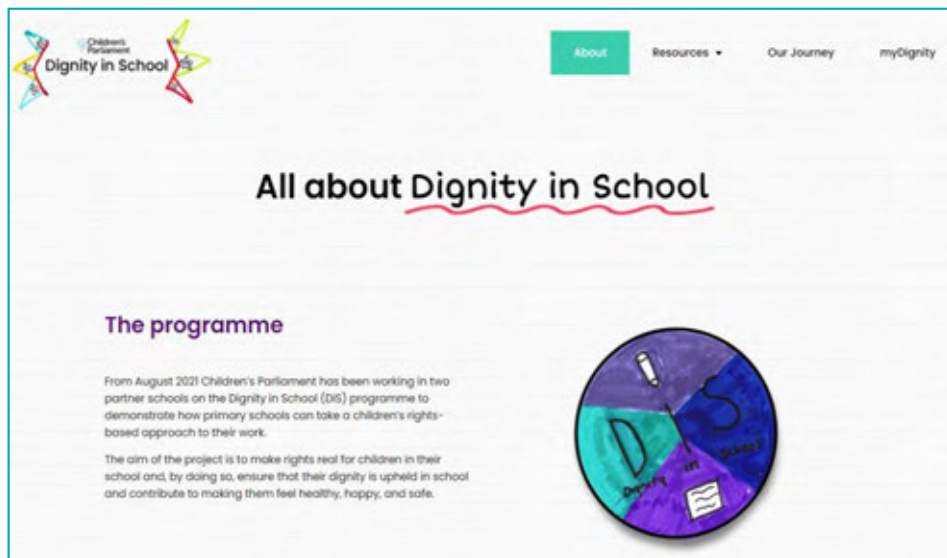 Children's
Parliament
Dignity in School
About
Resources
Our Journey
myDignity
All about Dignity in School
The programme
From August 2021 Children's Parliament has been working in two
partner schools on the Dignity in School (DiS) programme to
demonstrate how primary schools can take a children's rights-
based approach to their work.
The aim of the project is to make rights real for children in their
school and, by doing so, ensure that their dignity is upheld in school
and contribute to making them feel healthy, happy, and safe.
D
i
S
Dignity
in
School